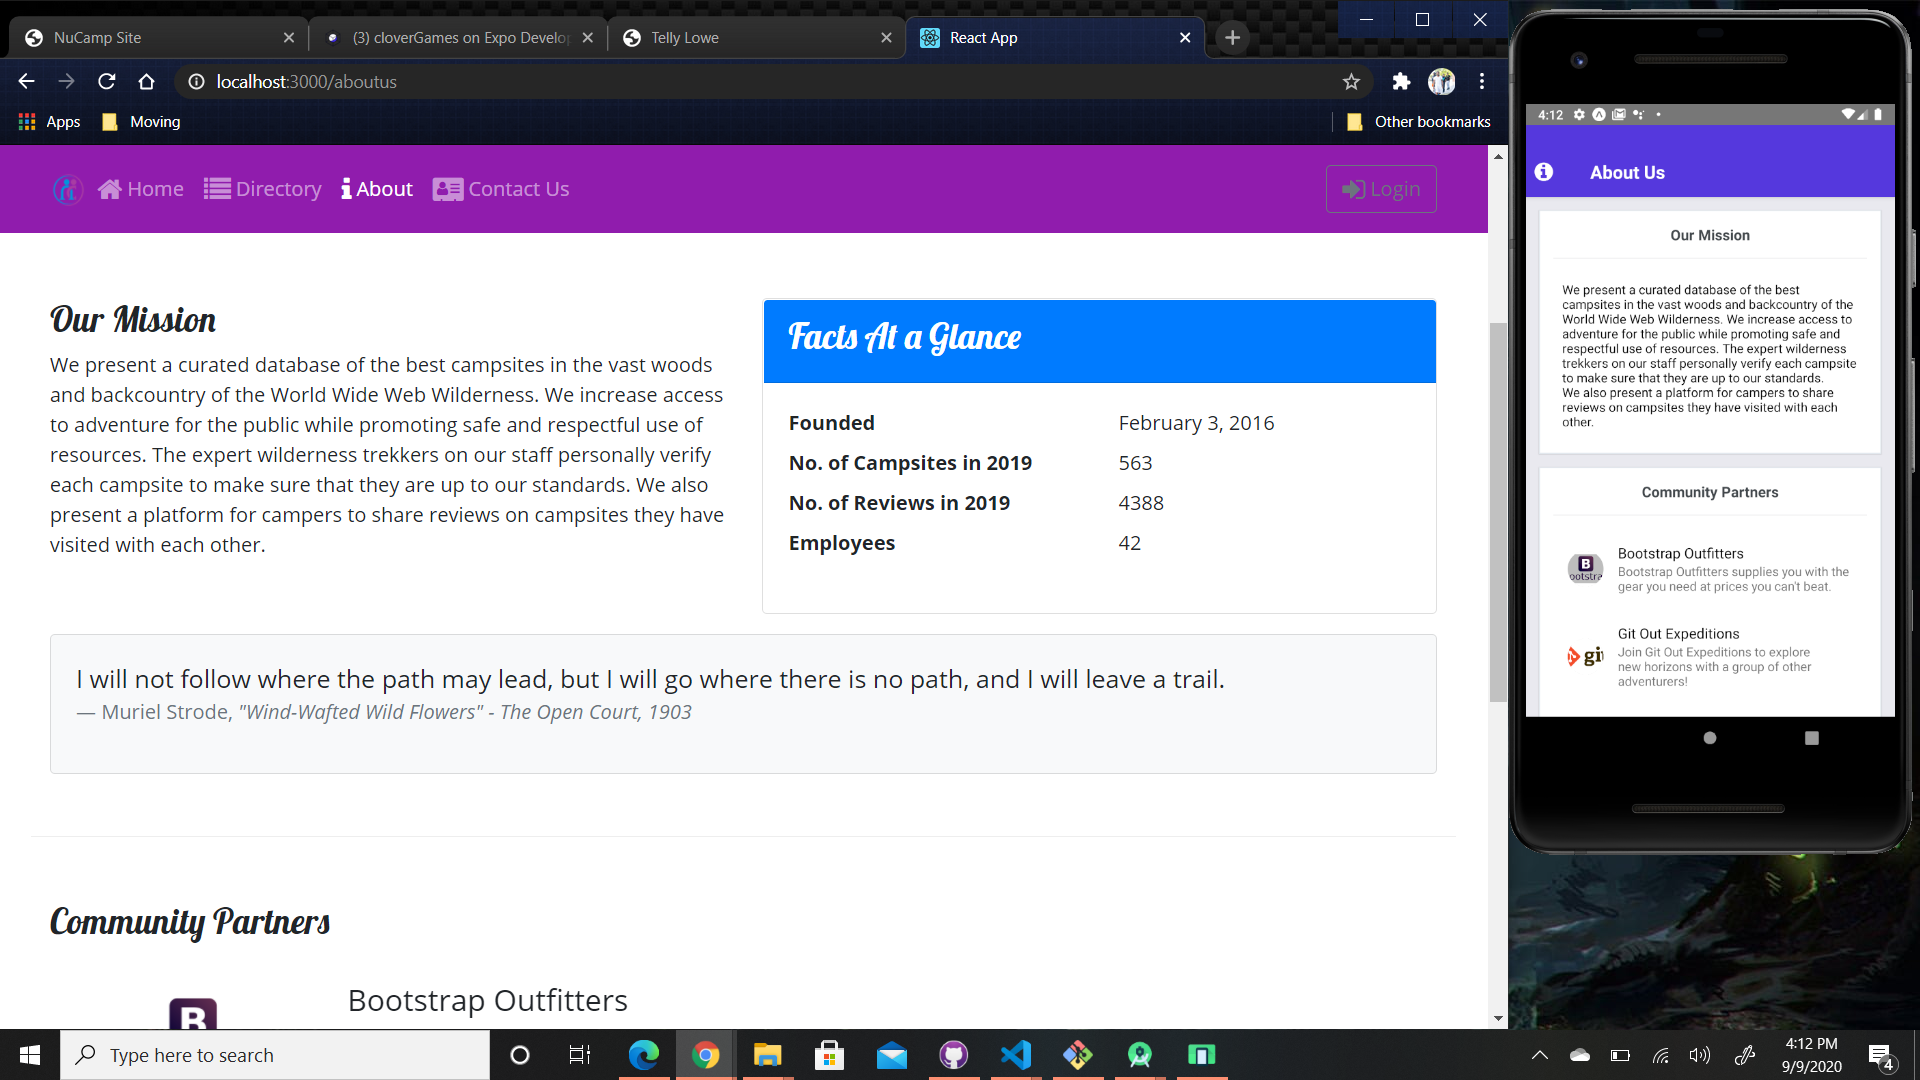 NuCamp Site
(3) cloverGames on Expo Develop
Telly Lowe
React App
localhost:3000/aboutus
Apps
Moving
Other bookmarks
Home
Directory
About
Contact Us
Login
Our Mission
We present a curated database of the best campsites in the vast woods
and backcountry of the World Wide Web Wilderness. We increase access
to adventure for the public while promoting safe and respectful use of
resources. The expert wilderness trekkers on our staff personally verify
each campsite to make sure that they are up to our standards. We also
present a platform for campers to share reviews on campsites they have
visited with each other.
Facts At a Glance
Founded February 3, 2016
No. of Campsites in 2019 563
No. of Reviews in 2019 4388
Employees 42
I will not follow where the path may lead, but I will go where there is no path, and I will leave a trail.
— Muriel Strode, "Wind-Wafted Wild Flowers" - The Open Court, 1903
Community Partners
B
Bootstrap Outfitters
4:12
About Us
Our Mission
We present a curated database of the best
campsites in the vast woods and backcountry of the
World Wide Web Wilderness. We increase access to
adventure for the public while promoting safe and
respectful use of resources. The expert wilderness
trekkers on our staff personally verify each campsite
to make sure that they are up to our standards.
We also present a platform for campers to share
reviews on campsites they have visited with each
other.
Community Partners
B
ootstra
Bootstrap Outfitters
Bootstrap Outfitters supplies you with the
gear you need at prices you can't beat.
git
Git Out Expeditions
Join Git Out Expeditions to explore
new horizons with a group of other
adventurers!
Type here to search
4:12 PM
9/9/2020
4